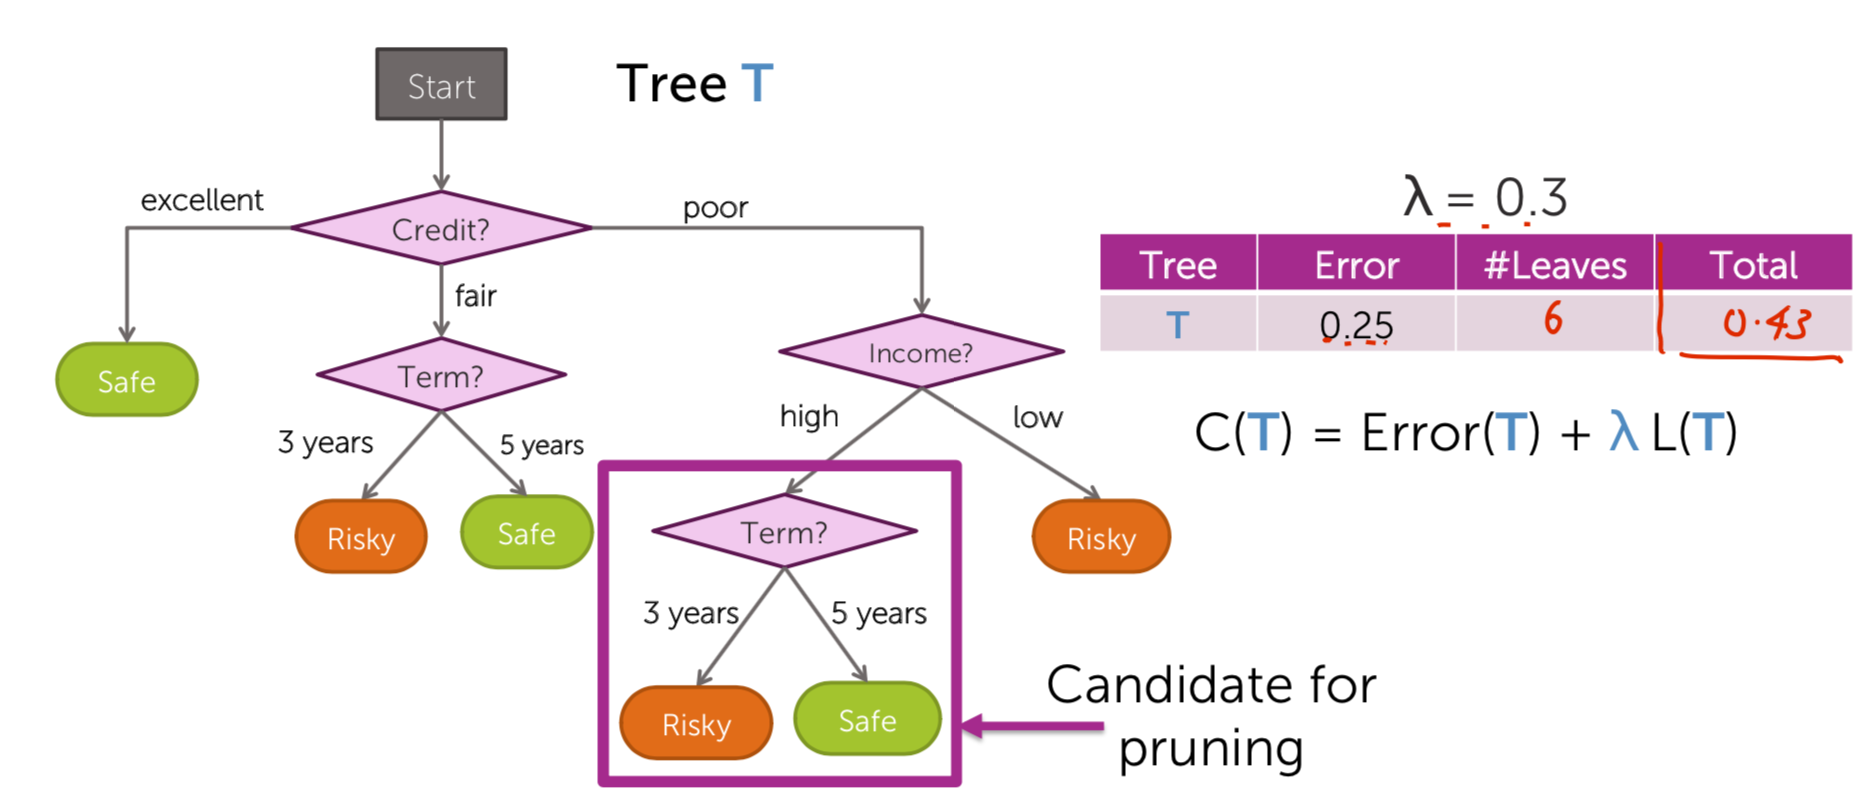 Start
Tree T
excellent
poor
Credit?
fair
λ = 0.3
Tree Error #Leaves Total
T 0.25 6 0.43
Safe
Term?
Income?
3 years
5 years
high
low
C(T) = Error(T) + λ L(T)
Risky
Safe
Term?
Risky
3 years
5 years
Risky
Safe
Candidate for
pruning